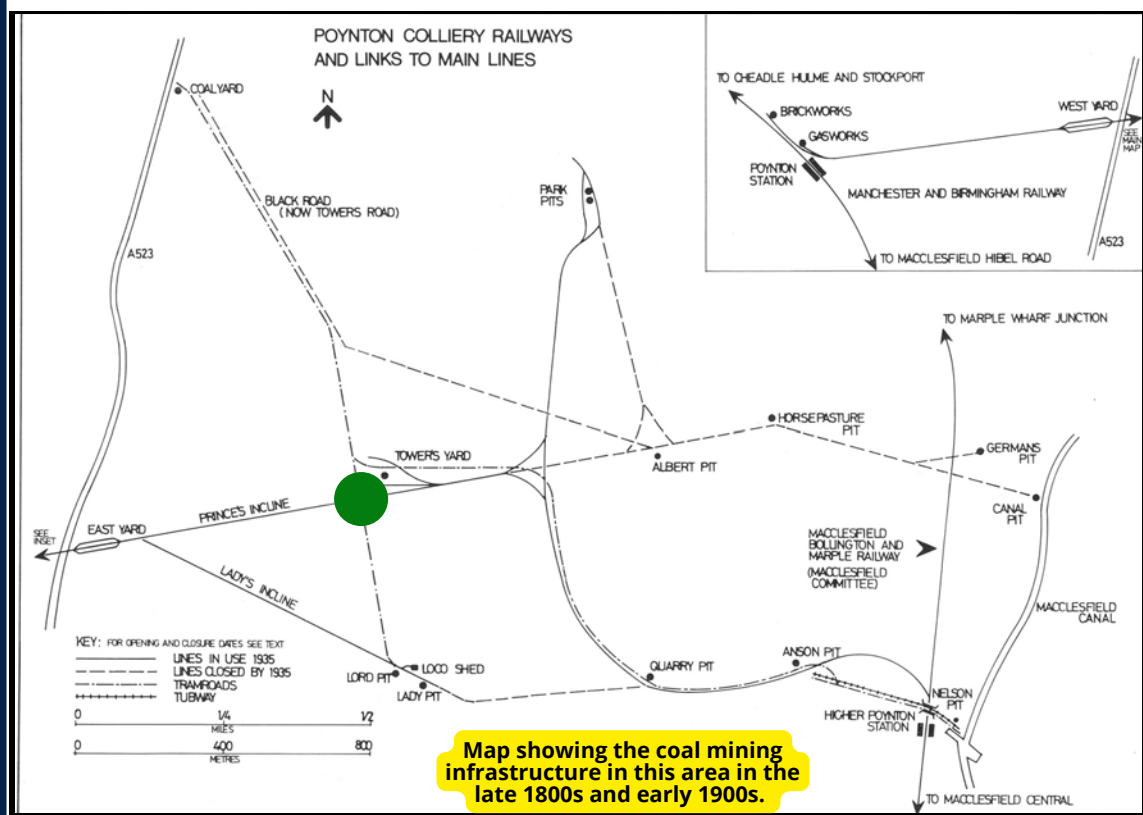 POYNTON COLLIERY RAILWAYS
AND LINKS TO MAIN LINES
N
COALYARD
BLACK ROAD
(NOW TOWERS ROAD)
A523
PARK
PITS
TO CHEADLE HULME AND STOCKPORT
BRICKWORKS
GASWORKS
POYNTON
STATION
WEST YARD
SEE
MAIN
MAP
MANCHESTER AND BIRMINGHAM RAILWAY
A523
TO MACCLESFIELD HIBEL ROAD
TO MARPLE WHARF JUNCTION
HORSEPASTURE
PIT
GERMANS
PIT
ALBERT PIT
CANAL
PIT
TOWER'S YARD
PRINCE'S INCLINE
EAST YARD
SEE
INSET
LADY'S INCLINE
MACCLESFIELD
BOLLINGTON AND
MARPLE RAILWAY
(MACCLESFIELD
COMMITTEE)
MACCLESFIELD
CANAL
LOCO SHED
LORD PIT
LADY PIT
QUARRY PIT
ANSON PIT
NELSON
PIT
HIGHER POYNTON
STATION
TO MACCLESFIELD CENTRAL
KEY: FOR OPENING AND CLOSURE DATES SEE TEXT
LINES IN USE 1935
LINES CLOSED BY 1935
TRAMROADS
TUBWAY
0 1/4 1/2
MILES
0 400 800
METRES
Map showing the coal mining
infrastructure in this area in the
late 1800s and early 1900s.